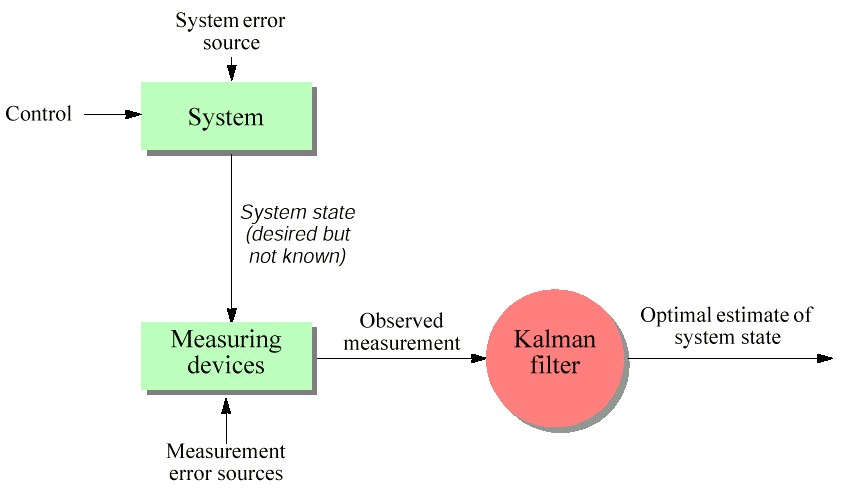 System error
source
Control
System
System state
(desired but
not known)
Measuring
devices
Observed
measurement
Kalman
filter
Optimal estimate of
system state
Measurement
error sources